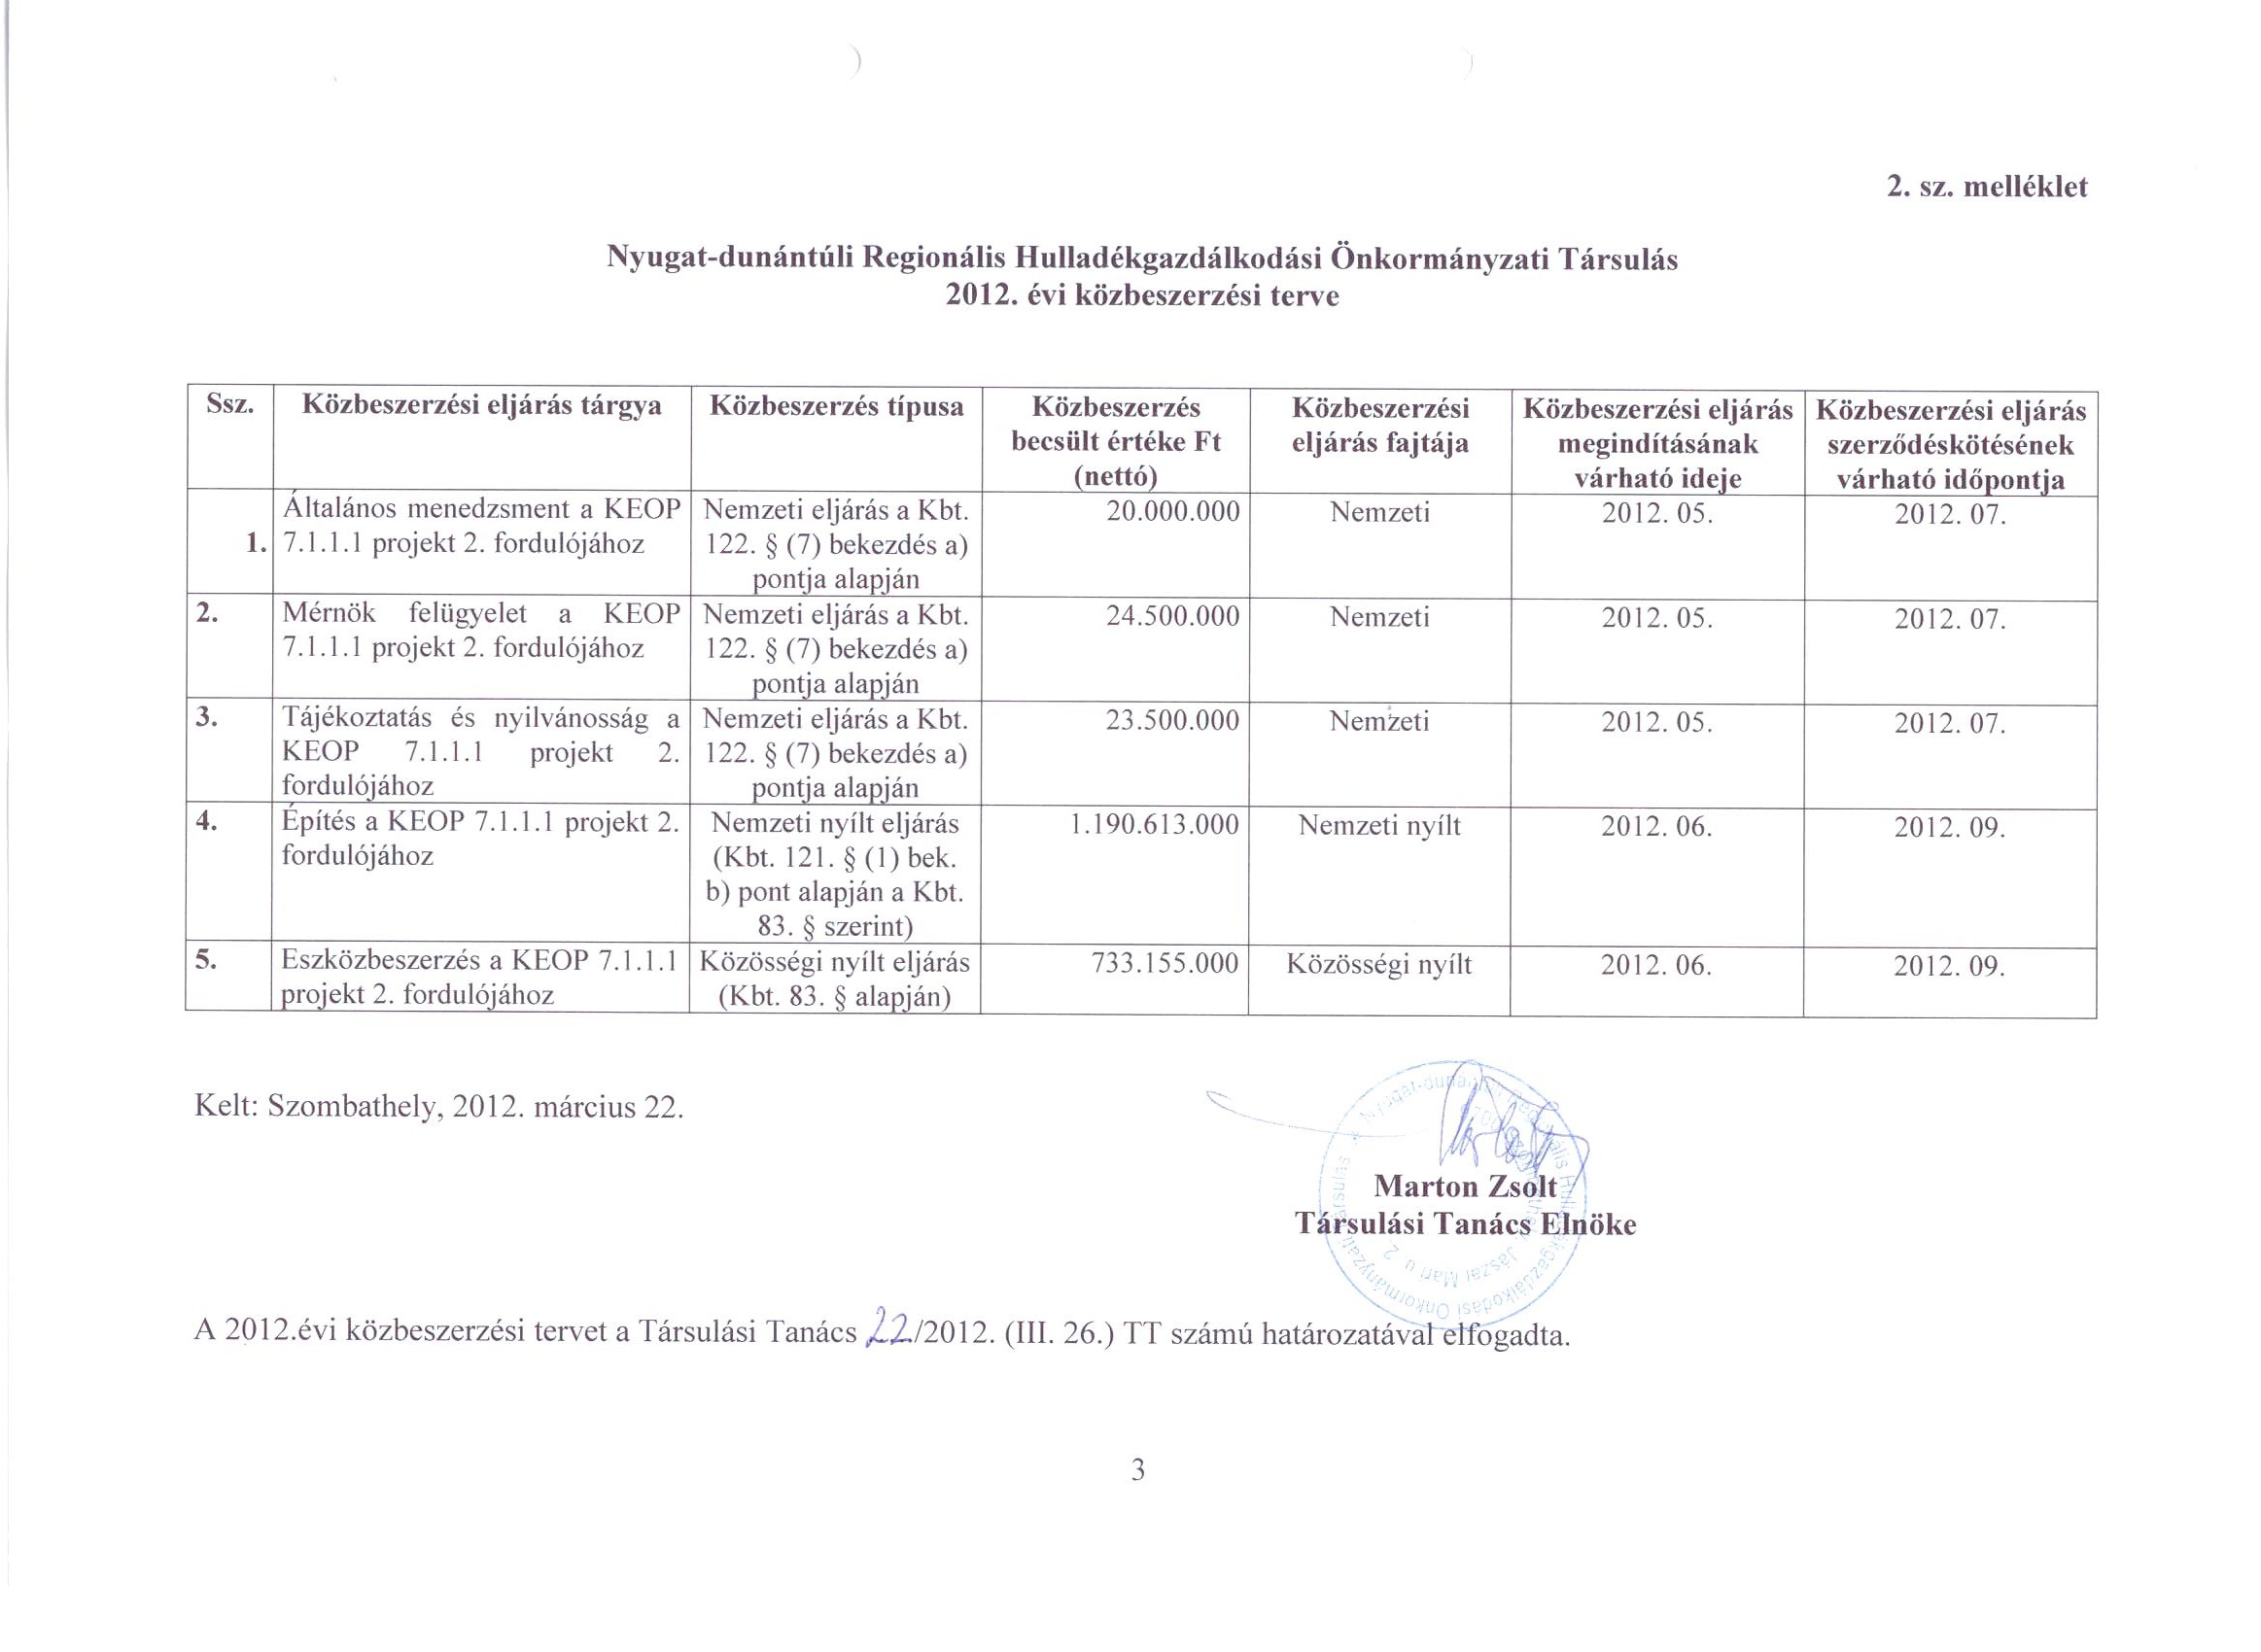 2. sz. melléklet
Nyugat-dunántúli Regionális Hulladékgazdálkodási Önkormányzati Társulás
2012. évi közbeszerzési terve
Ssz.
Közbeszerzési eljárás tárgya
Közbeszerzés típusa
Közbeszerzés
becsült értéke Ft
(nettó)
Közbeszerzési
eljárás fajtája
Közbeszerzési eljárás
megindításának
várható ideje
Közbeszerzési eljárás
szerződéskötésének
várható időpontja
1.
Általános menedzsment a KEOP
7.1.1.1 projekt 2. fordulójához
Nemzeti eljárás a Kbt.
122. § (7) bekezdés a)
pontja alapján
20.000.000
Nemzeti
2012. 05.
2012. 07.
2.
Mérnök felügyelet a KEOP
7.1.1.1 projekt 2. fordulójához
Nemzeti eljárás a Kbt.
122. § (7) bekezdés a)
pontja alapján
24.500.000
Nemzeti
2012. 05.
2012. 07.
3.
Tájékoztatás és nyilvánosság a
KEOP 7.1.1.1 projekt 2.
fordulójához
Nemzeti eljárás a Kbt.
122. § (7) bekezdés a)
pontja alapján
23.500.000
Nemzeti
2012. 05.
2012. 07.
4.
Építés a KEOP 7.1.1.1 projekt 2.
fordulójához
Nemzeti nyílt eljárás
(Kbt. 121. § (1) bek.
b) pont alapján a Kbt.
83. § szerint)
1.190.613.000
Nemzeti nyílt
2012. 06.
2012. 09.
5.
Eszközbeszerzés a KEOP 7.1.1.1
projekt 2. fordulójához
Közösségi nyílt eljárás
(Kbt. 83. § alapján)
733.155.000
Közösségi nyílt
2012. 06.
2012. 09.
Kelt: Szombathely, 2012. március 22.
Marton Zsolt
Társulási Tanács Elnöke
A 2012.évi közbeszerzési tervet a Társulási Tanács 22/2012. (III. 26.) TT számú határozatával elfogadta.
3